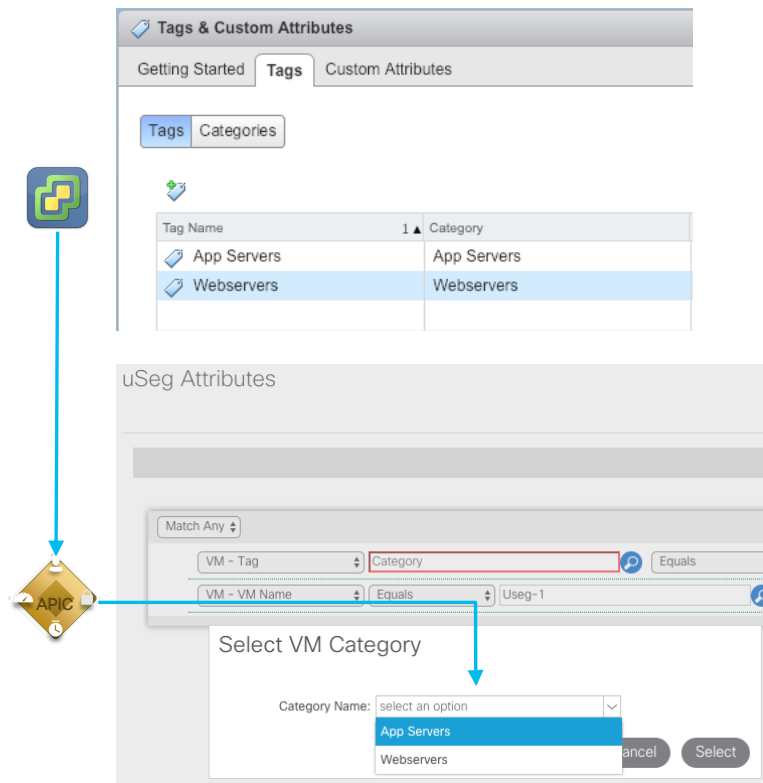 Tags & Custom Attributes
Getting Started Tags Custom Attributes
Tags Categories
Tag Name 1 ▲ Category
App Servers App Servers
Webservers Webservers
uSeg Attributes
Match Any
VM - Tag Category Equals
VM - VM Name Equals Useg-1
APIC
Select VM Category
Category Name: select an option
App Servers
Webservers
ancel Select